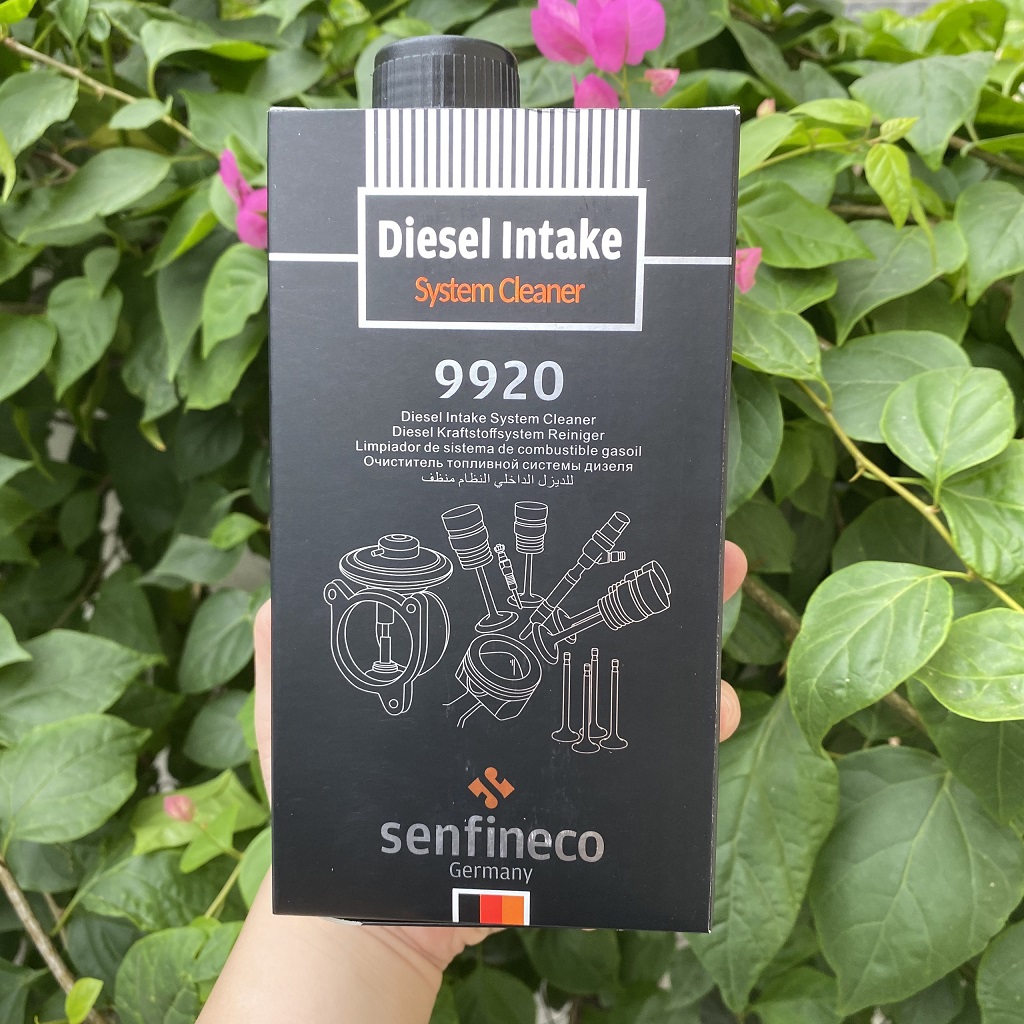 Diesel Intake
System Cleaner
9920
Diesel Intake System Cleaner
Diesel Kraftstoffsystem Reiniger
Limpiador de sistema de combustible gasoil
Очиститель топливной системы дизеля
للديزل الداخلي النظام منظف
senfineco
Germany